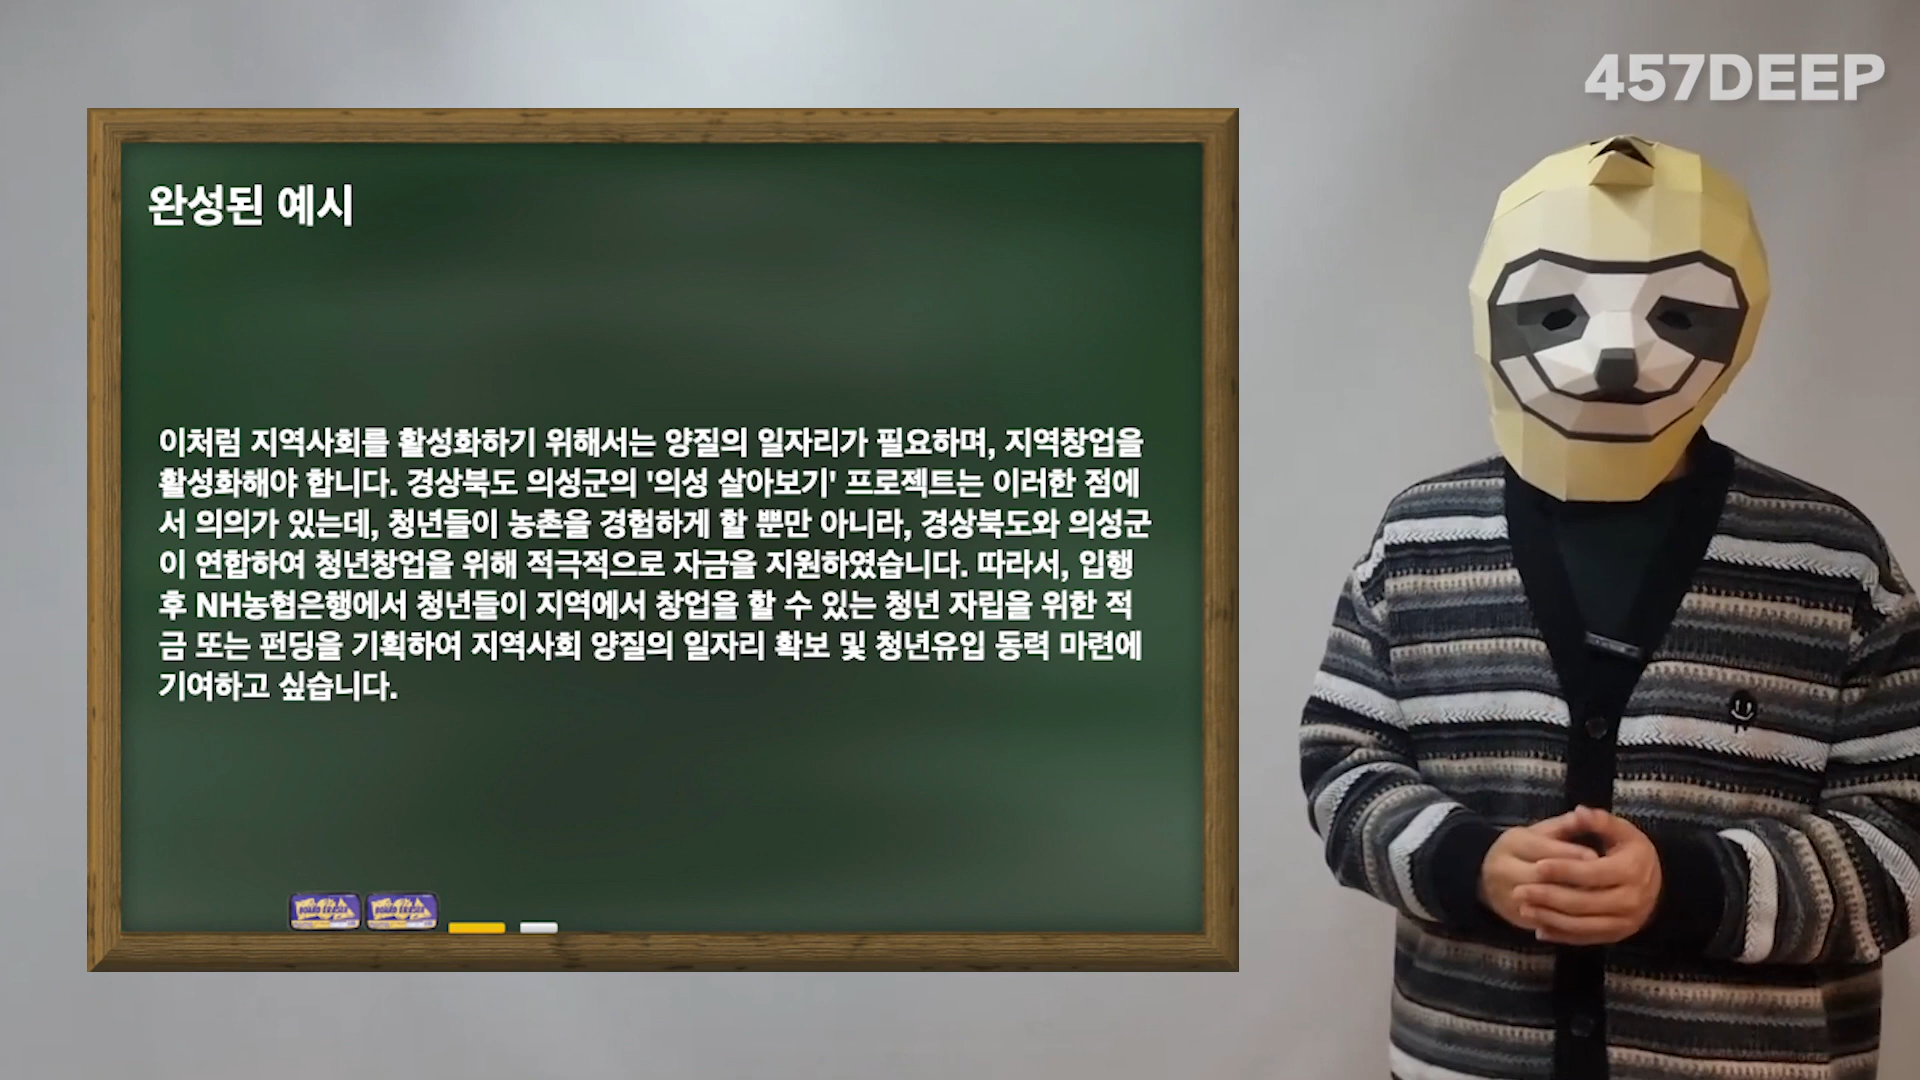 457DEEP
완성된 예시
이처럼 지역사회를 활성화하기 위해서는 양질의 일자리가 필요하며, 지역창업을
활성화해야 합니다. 경상북도 의성군의 '의성 살아보기' 프로젝트는 이러한 점에
서 의의가 있는데, 청년들이 농촌을 경험하게 할 뿐만 아니라, 경상북도와 의성군
이 연합하여 청년창업을 위해 적극적으로 자금을 지원하였습니다. 따라서, 입행
후 NH농협은행에서 청년들이 지역에서 창업을 할 수 있는 청년 자립을 위한 적
금 또는 펀딩을 기획하여 지역사회 양질의 일자리 확보 및 청년유입 동력 마련에
기여하고 싶습니다.
BOARD ERASER
BOARD ERASER